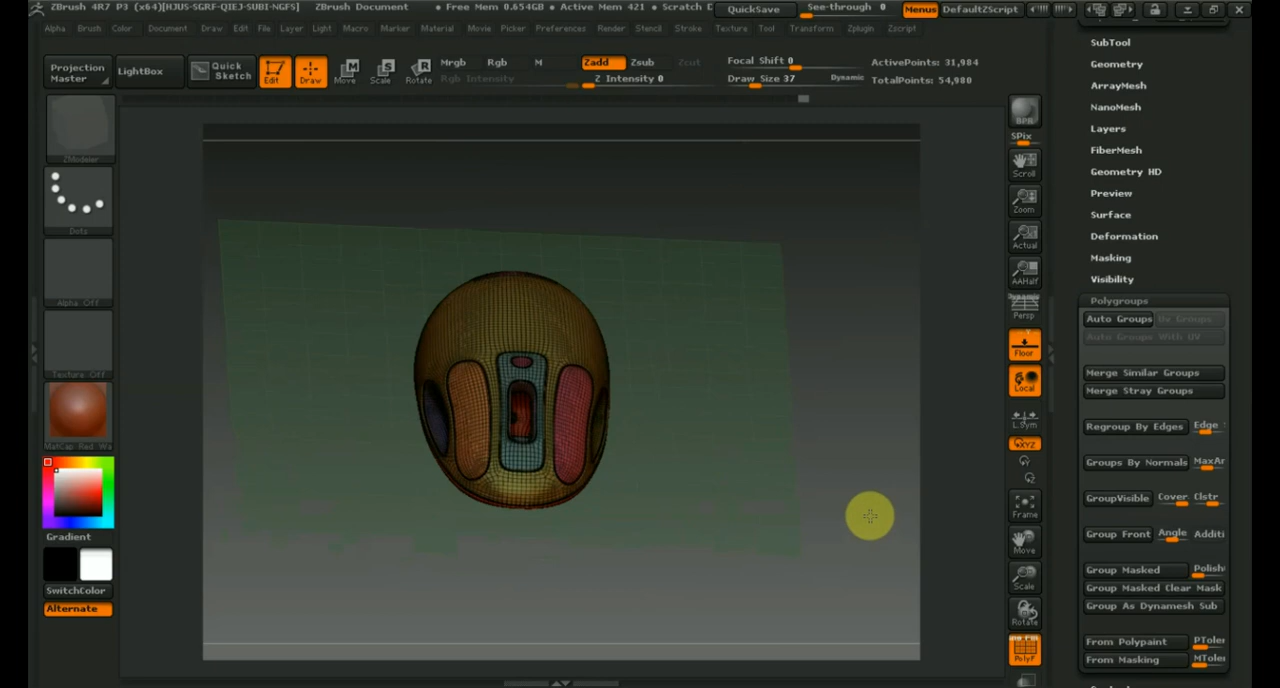 ZBrush 4R7 P3 (x64)[HJUS-SGRF-QIEJ-SUBI-NGFS] ZBrush Document • Free Mem 0.654GB • Active Mem 421 • Scratch D QuickSave See-through 0 Menus DefaultZScript
Alpha Brush Color Document Draw Edit File Layer Light Macro Marker Material Movie Picker Preferences Render Stencil Stroke Texture Tool Transform Zplugin Zscript
Projection Master
LightBox
Quick Sketch
Edit
Draw
Move
Scale
Rotate
Mrgb Rgb M
Rgb Intensity
Zadd Zsub Zcut
Z Intensity 0
Focal Shift 0
Draw Size 37 Dynamic
ActivePoints: 31,984
TotalPoints: 54,980
ZModeler
Dots
Alpha Off
Texture Off
MatCap Red Wa
Gradient
SwitchColor
Alternate
BPR
SPix
Scroll
Zoom
Actual
AAHalf
Dynamic
Persp
Floor
Local
L.Sym
XYZ
Frame
Move
Scale
Rotate
PolyF
SubTool
Geometry
ArrayMesh
NanoMesh
Layers
FiberMesh
Geometry HD
Preview
Surface
Deformation
Masking
Visibility
Polygroups
Auto Groups Uv Groups
Auto Groups With UV
Merge Similar Groups
Merge Stray Groups
Regroup By Edges Edge
Groups By Normals MaxAn
GroupVisible Cover Clstr
Group Front Angle Additi
Group Masked Polish
Group Masked Clear Mask
Group As Dynamesh Sub
From Polypaint PToler
From Masking MToler